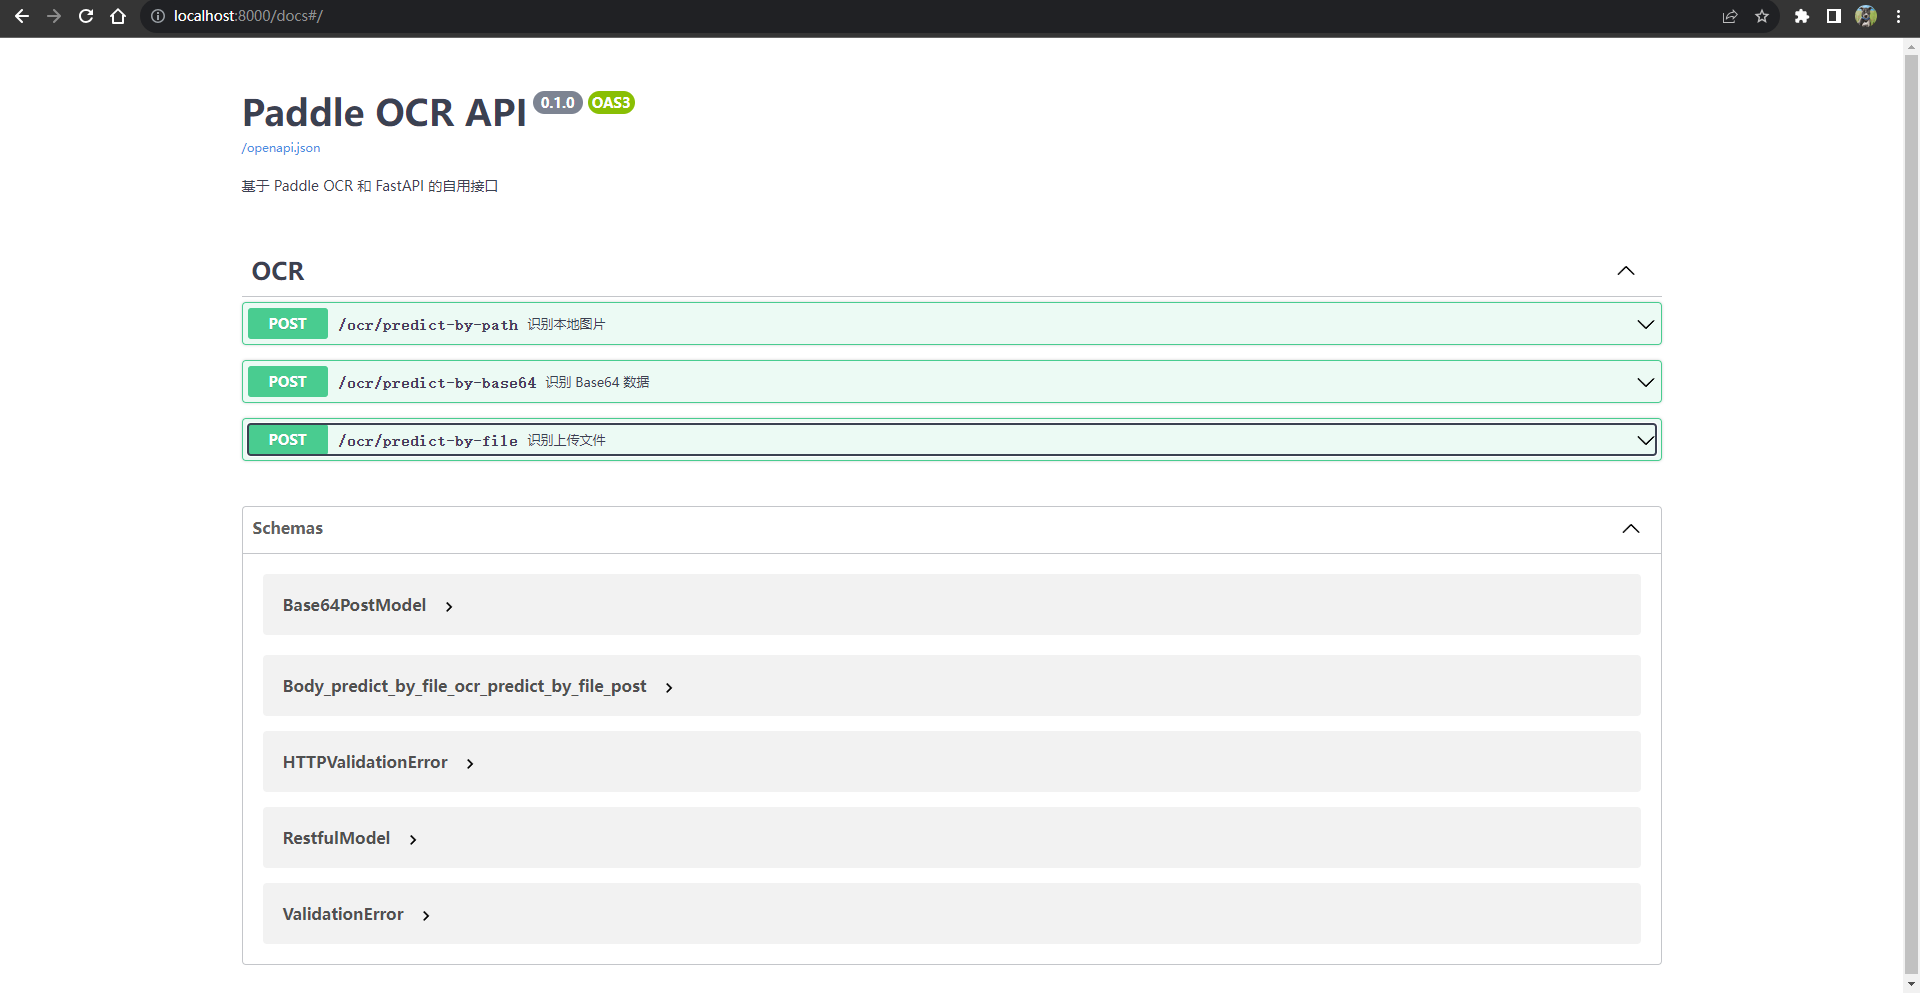 localhost:8000/docs#/
Paddle OCR API 0.1.0 OAS3
/openapi.json
基于 Paddle OCR 和 FastAPI 的自用接口
OCR
POST /ocr/predict-by-path 识别本地图片
POST /ocr/predict-by-base64 识别 Base64 数据
POST /ocr/predict-by-file 识别上传文件
Schemas
Base64PostModel
Body_predict_by_file_ocr_predict_by_file_post
HTTPValidationError
RestfulModel
ValidationError